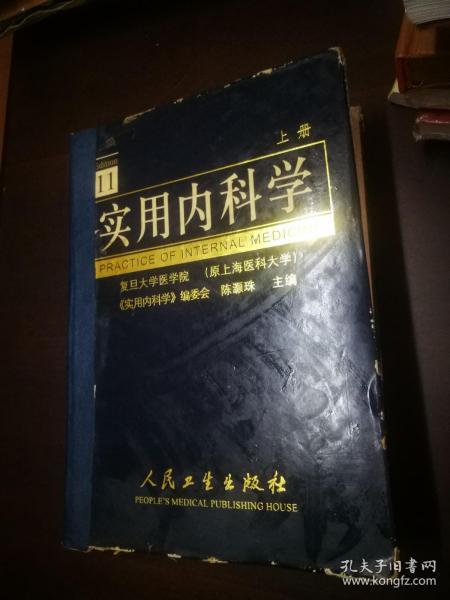 上册
Edition
11
实用内科学
PRACTICE OF INTERNAL MEDICINE
复旦大学医学院 (原上海医科大学)
《实用内科学》编委会 陈灏珠 主编
人民卫生出版社
PEOPLE'S MEDICAL PUBLISHING HOUSE
孔夫子旧书网
www.kongfz.com